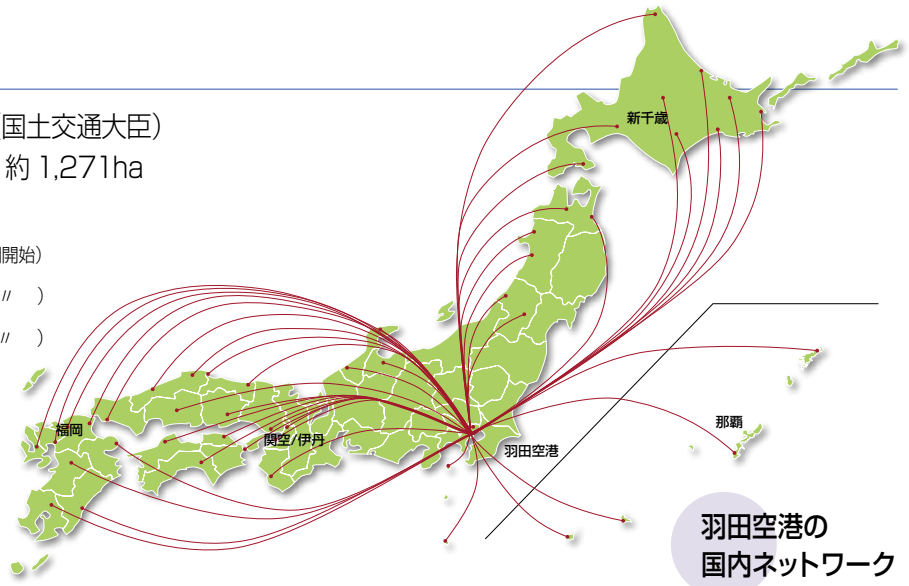 国土交通大臣)
約 1,271ha
開始)
〃 )
〃 )
新千歳
福岡
関空/伊丹
羽田空港
那覇
羽田空港の
国内ネットワーク